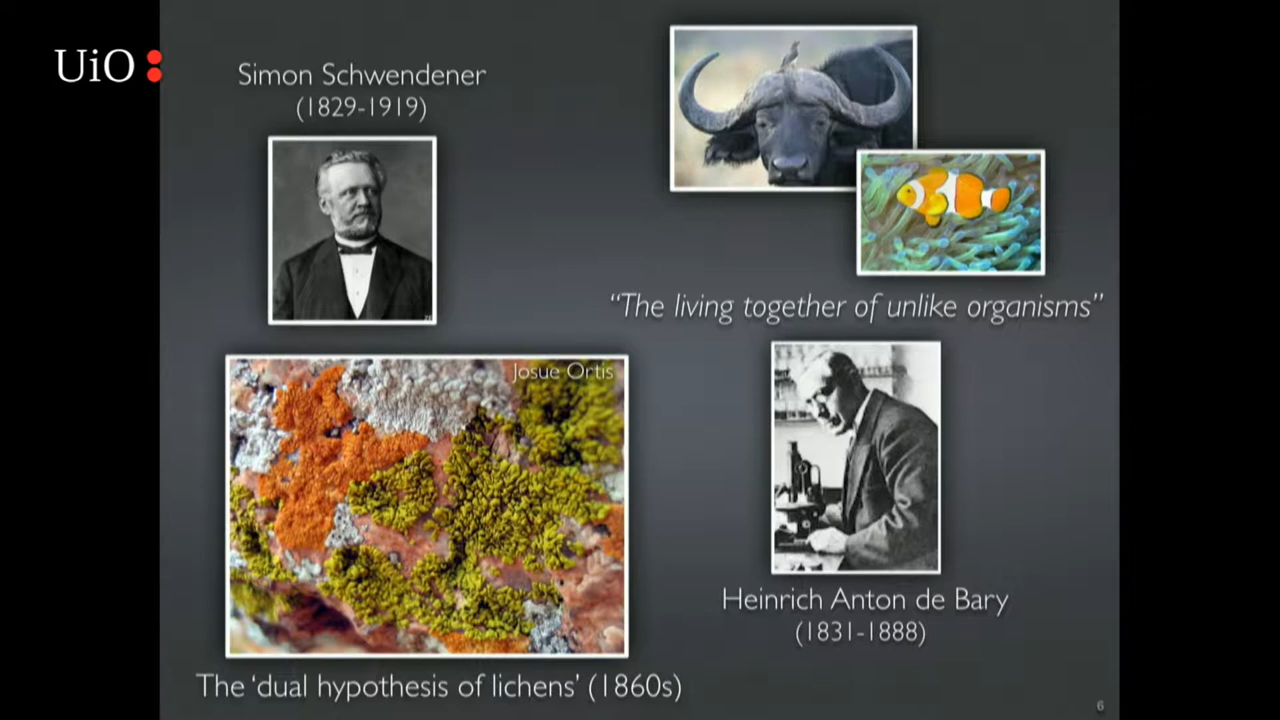 UiO:
Simon Schwendener
(1829-1919)
"The living together of unlike organisms"
Josue Ortis
Heinrich Anton de Bary
(1831-1888)
The 'dual hypothesis of lichens' (1860s)
6